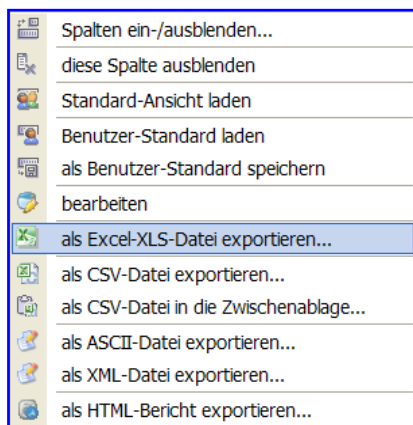 Spalten ein-/ausblenden...
diese Spalte ausblenden
Standard-Ansicht laden
Benutzer-Standard laden
als Benutzer-Standard speichern
bearbeiten
als Excel-XLS-Datei exportieren...
als CSV-Datei exportieren...
als CSV-Datei in die Zwischenablage...
als ASCII-Datei exportieren...
als XML-Datei exportieren...
als HTML-Bericht exportieren...